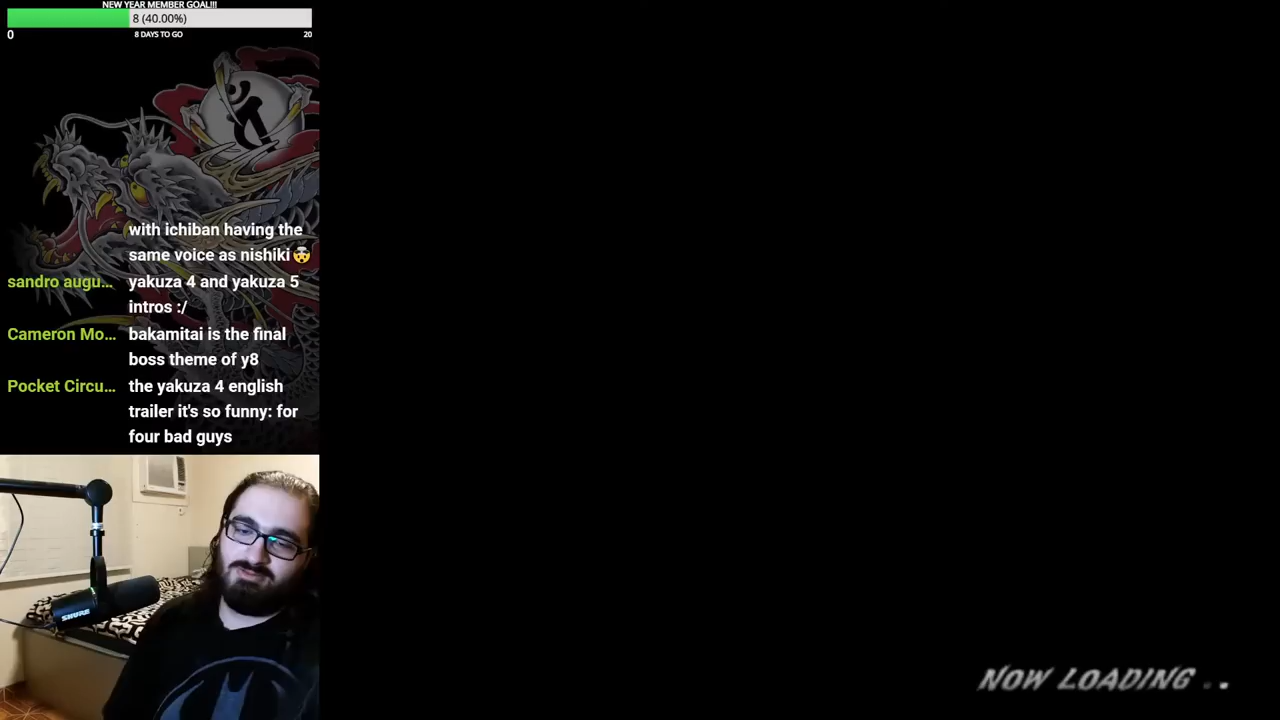 NEW YEAR MEMBER GOAL!!!
8 (40.00%)
0 8 DAYS TO GO 20
with ichiban having the
same voice as nishiki🤯
sandro augu... yakuza 4 and yakuza 5
intros :/
Cameron Mo... bakamitai is the final
boss theme of y8
Pocket Circu... the yakuza 4 english
trailer it's so funny: for
four bad guys
SHURE
NOW LOADING . .